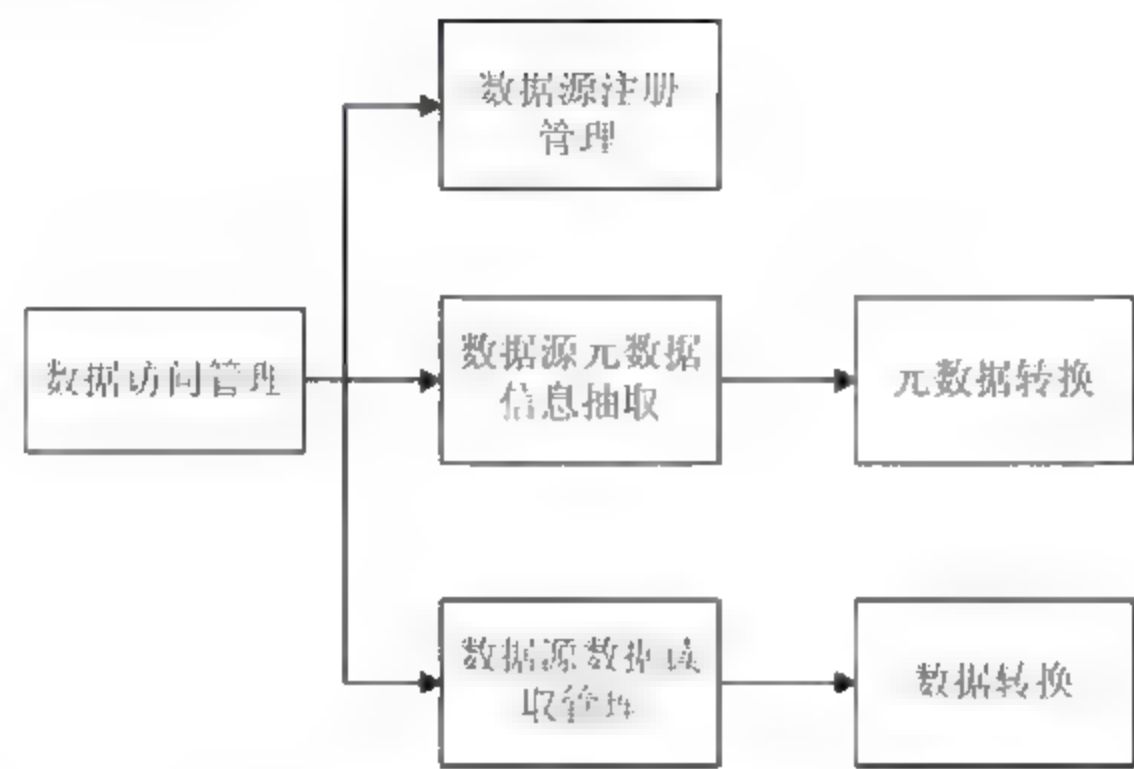 数据源注册
管理
数据访问管理
数据源元数据
信息抽取
元数据转换
数据源数据读
取管理
数据转换